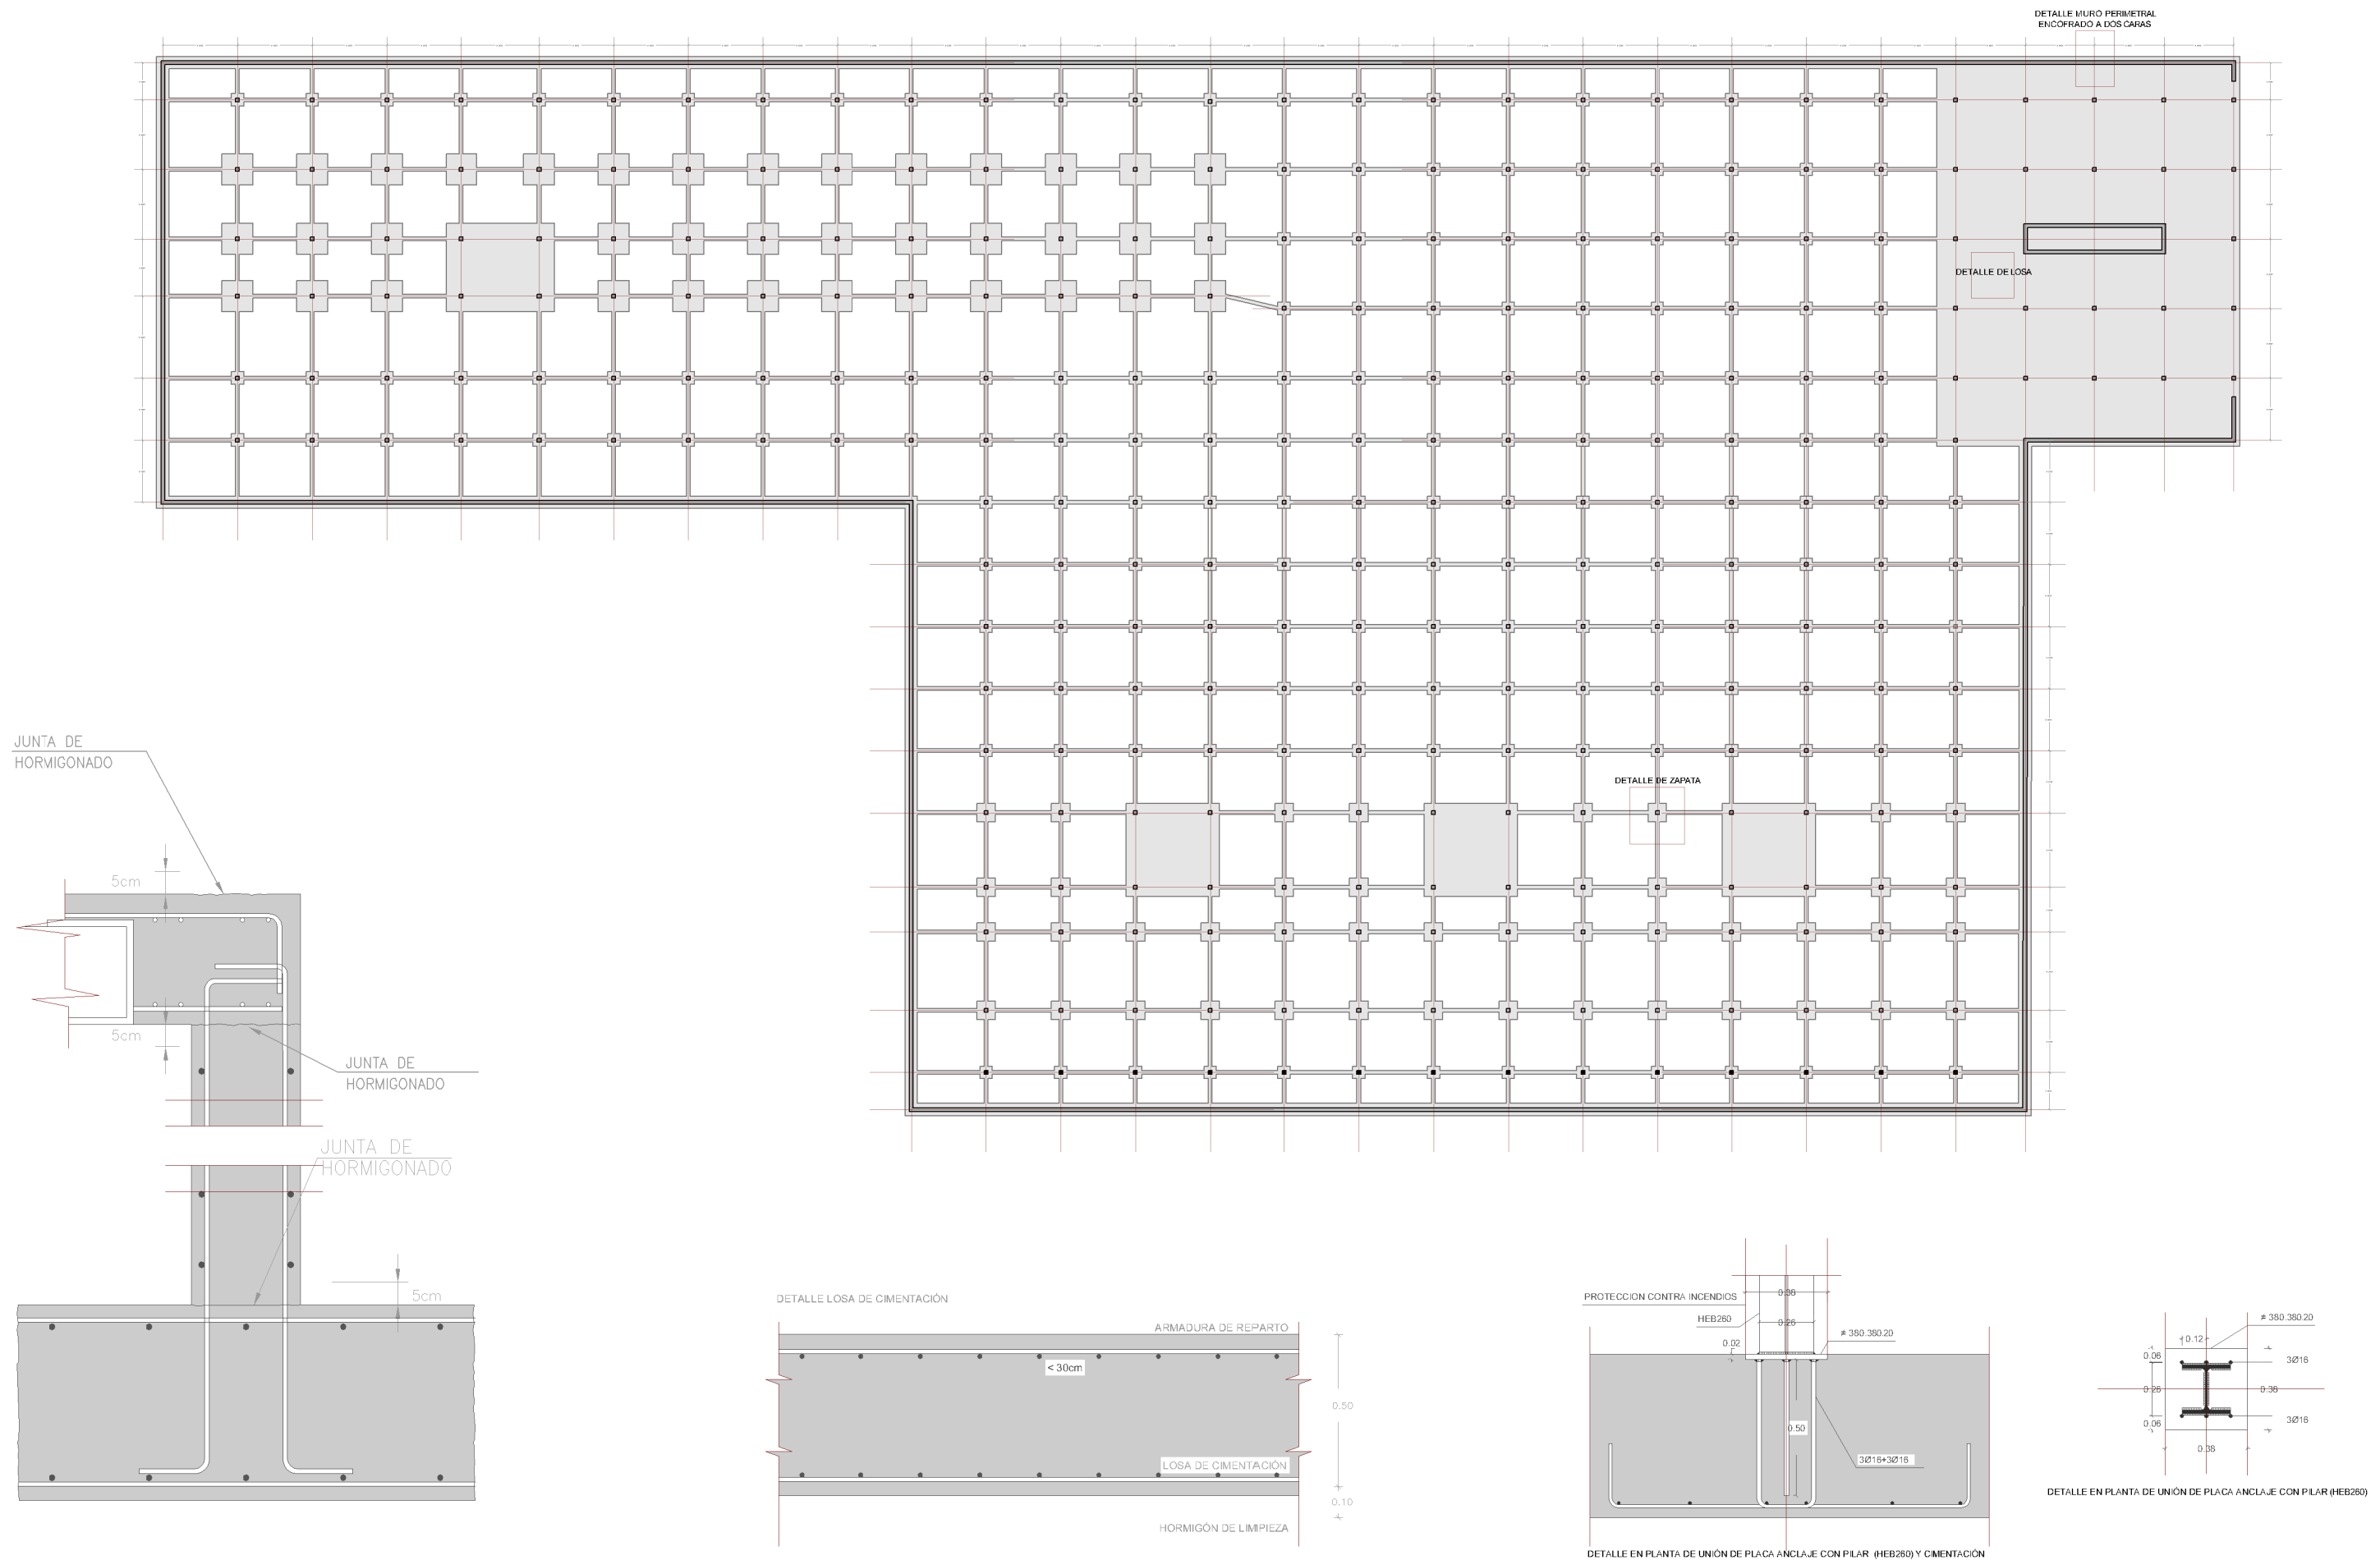 DETALLE MURO PERIMETRAL
ENCOFRADO A DOS CARAS
DETALLE DE LOSA
DETALLE DE ZAPATA
JUNTA DE
HORMIGONADO
5cm
5cm
JUNTA DE
HORMIGONADO
JUNTA DE
HORMIGONADO
5cm
DETALLE LOSA DE CIMENTACIÓN
ARMADURA DE REPARTO
< 30cm
0.50
LOSA DE CIMENTACIÓN
0.10
HORMIGÓN DE LIMPIEZA
PROTECCION CONTRA INCENDIOS
0.38
HEB260
0.26
≠ 380.380.20
0.02
0.50
3Ø16+3Ø16
DETALLE EN PLANTA DE UNIÓN DE PLACA ANCLAJE CON PILAR (HEB260) Y CIMENTACIÓN
≠ 380.380.20
0.12
0.06
3Ø16
0.26
0.38
0.06
3Ø16
0.38
DETALLE EN PLANTA DE UNIÓN DE PLACA ANCLAJE CON PILAR (HEB260)